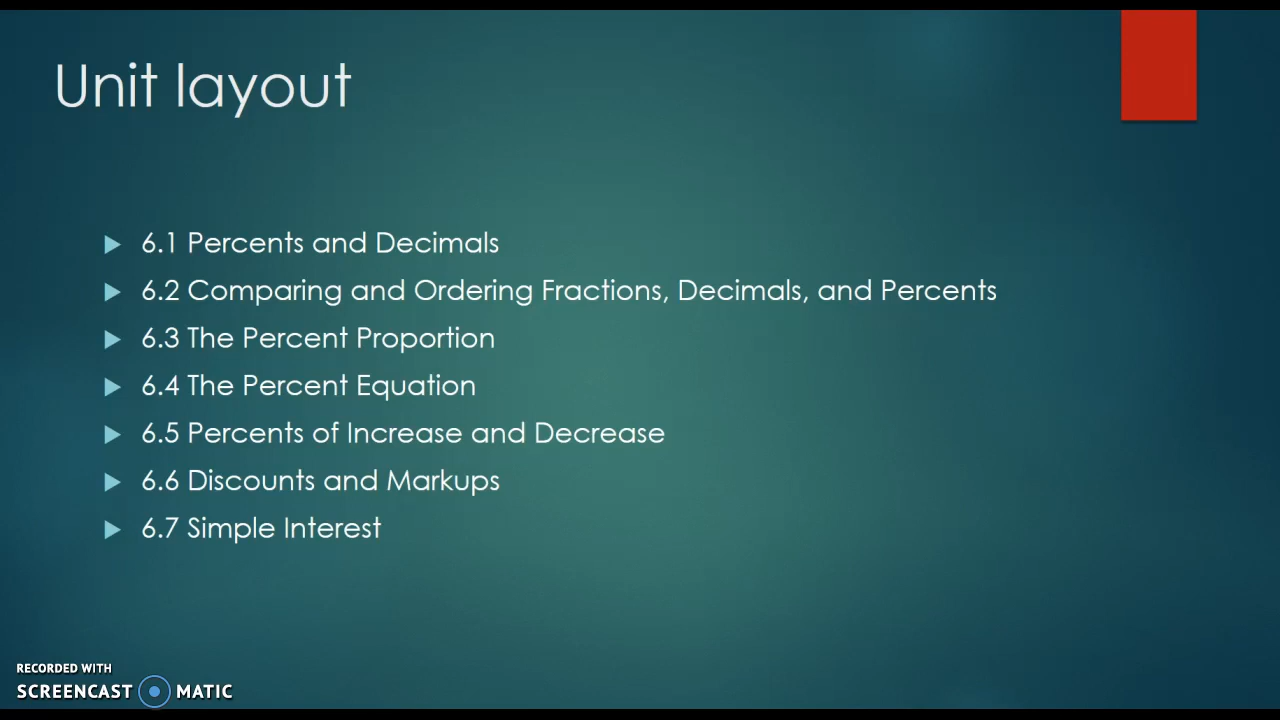 Unit layout
6.1 Percents and Decimals
6.2 Comparing and Ordering Fractions, Decimals, and Percents
6.3 The Percent Proportion
6.4 The Percent Equation
6.5 Percents of Increase and Decrease
6.6 Discounts and Markups
6.7 Simple Interest
RECORDED WITH
SCREENCAST MATIC